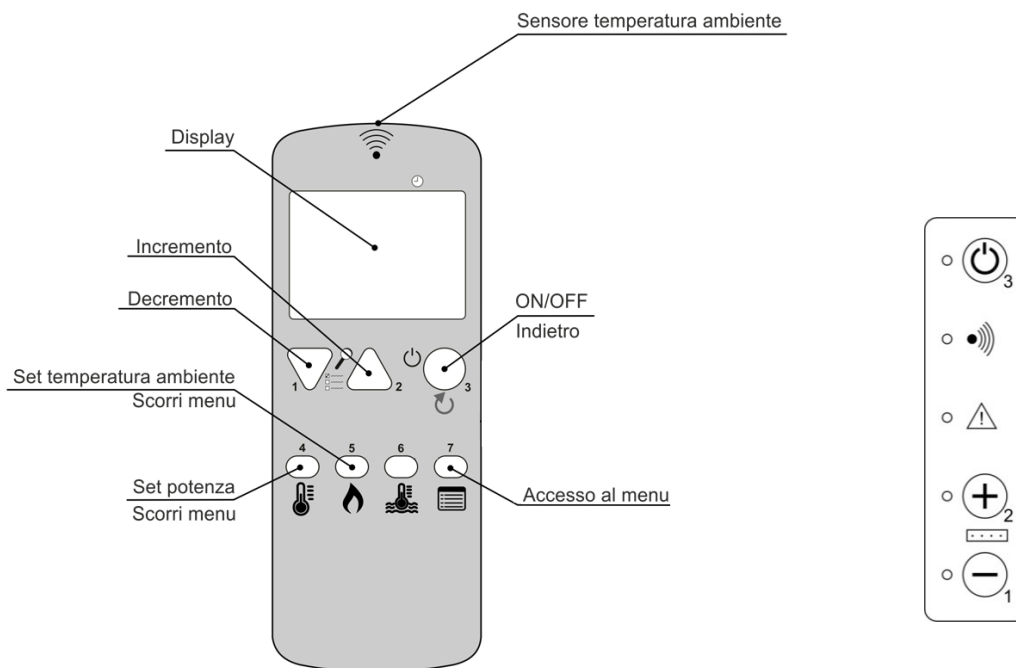 Sensore temperatura ambiente
Display
Incremento
Decremento
ON/OFF
Indietro
1
2
3
Set temperatura ambiente
Scorri menu
4
5
6
7
Set potenza
Scorri menu
Accesso al menu
3
2
1